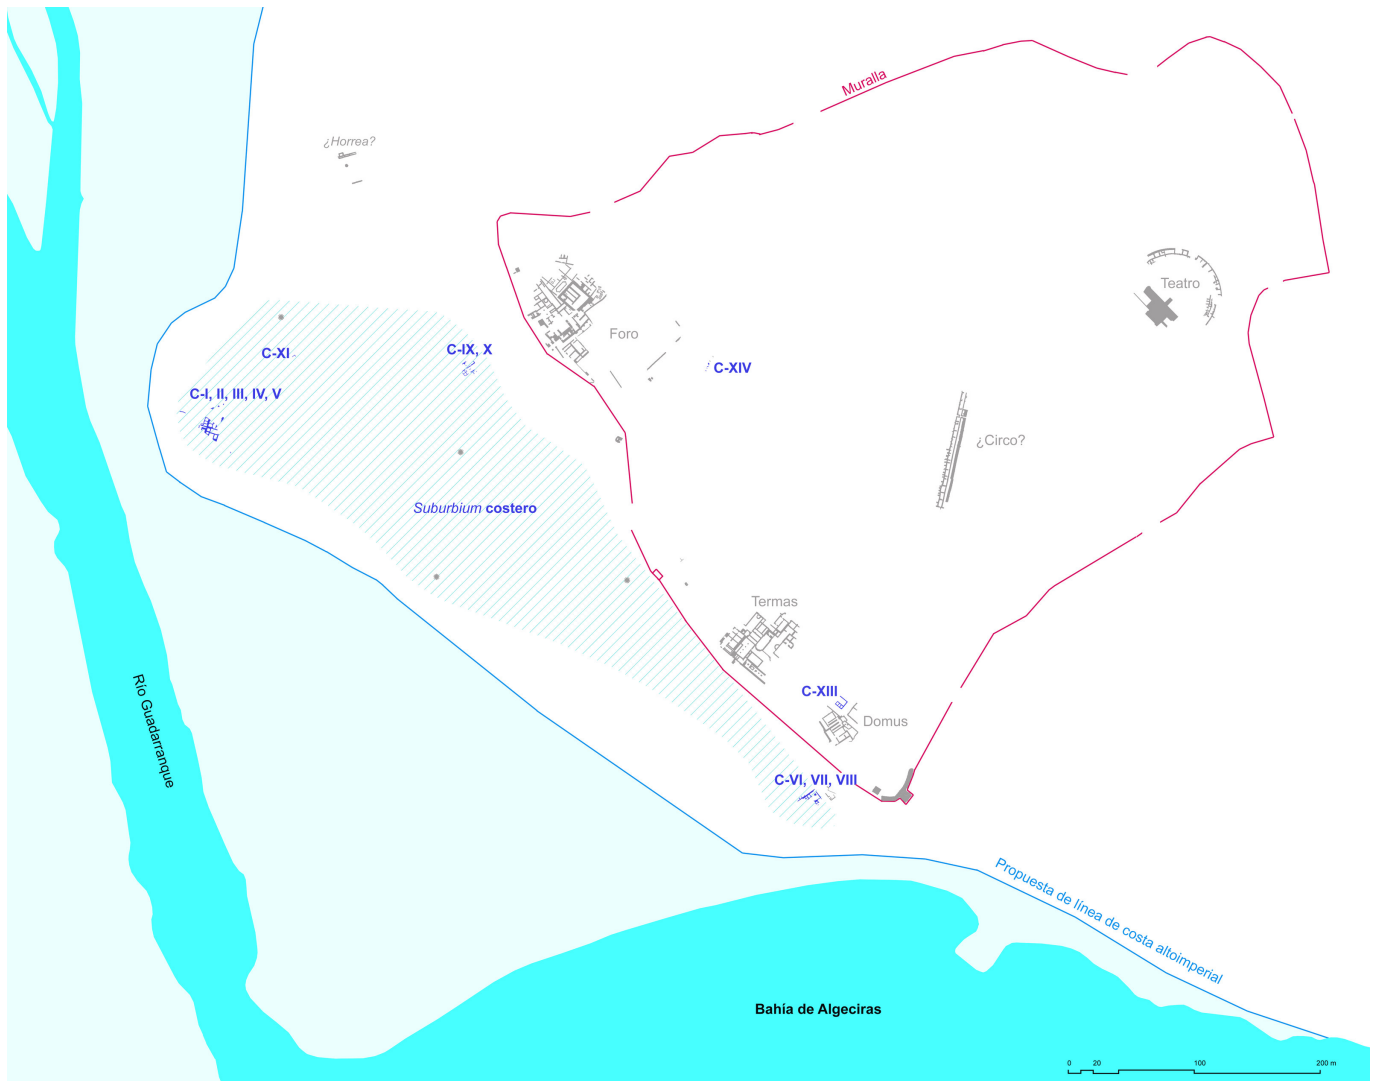 Muralla
¿Horrea?
Teatro
Foro
C-XI
C-IX, X
C-XIV
C-I, II, III, IV, V
¿Circo?
Suburbium costero
Termas
Río Guadarranque
C-XIII
Domus
C-VI, VII, VIII
Propuesta de línea de costa altoimperial
Bahía de Algeciras
0 20 100 200 m